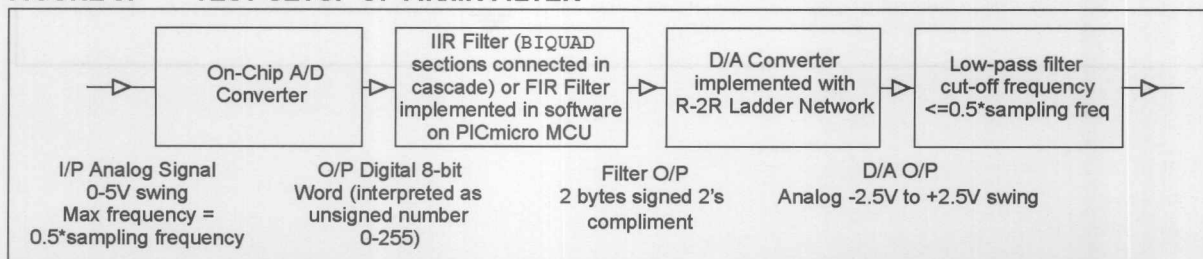 On-Chip A/D
Converter
IIR Filter (BIQUAD
sections connected in
cascade) or FIR Filter
implemented in software
on PICmicro MCU
D/A Converter
implemented with
R-2R Ladder Network
Low-pass filter
cut-off frequency
<=0.5*sampling freq
I/P Analog Signal
0-5V swing
Max frequency =
0.5*sampling frequency
O/P Digital 8-bit
Word (interpreted as
unsigned number
0-255)
Filter O/P
2 bytes signed 2's
compliment
D/A O/P
Analog -2.5V to +2.5V swing